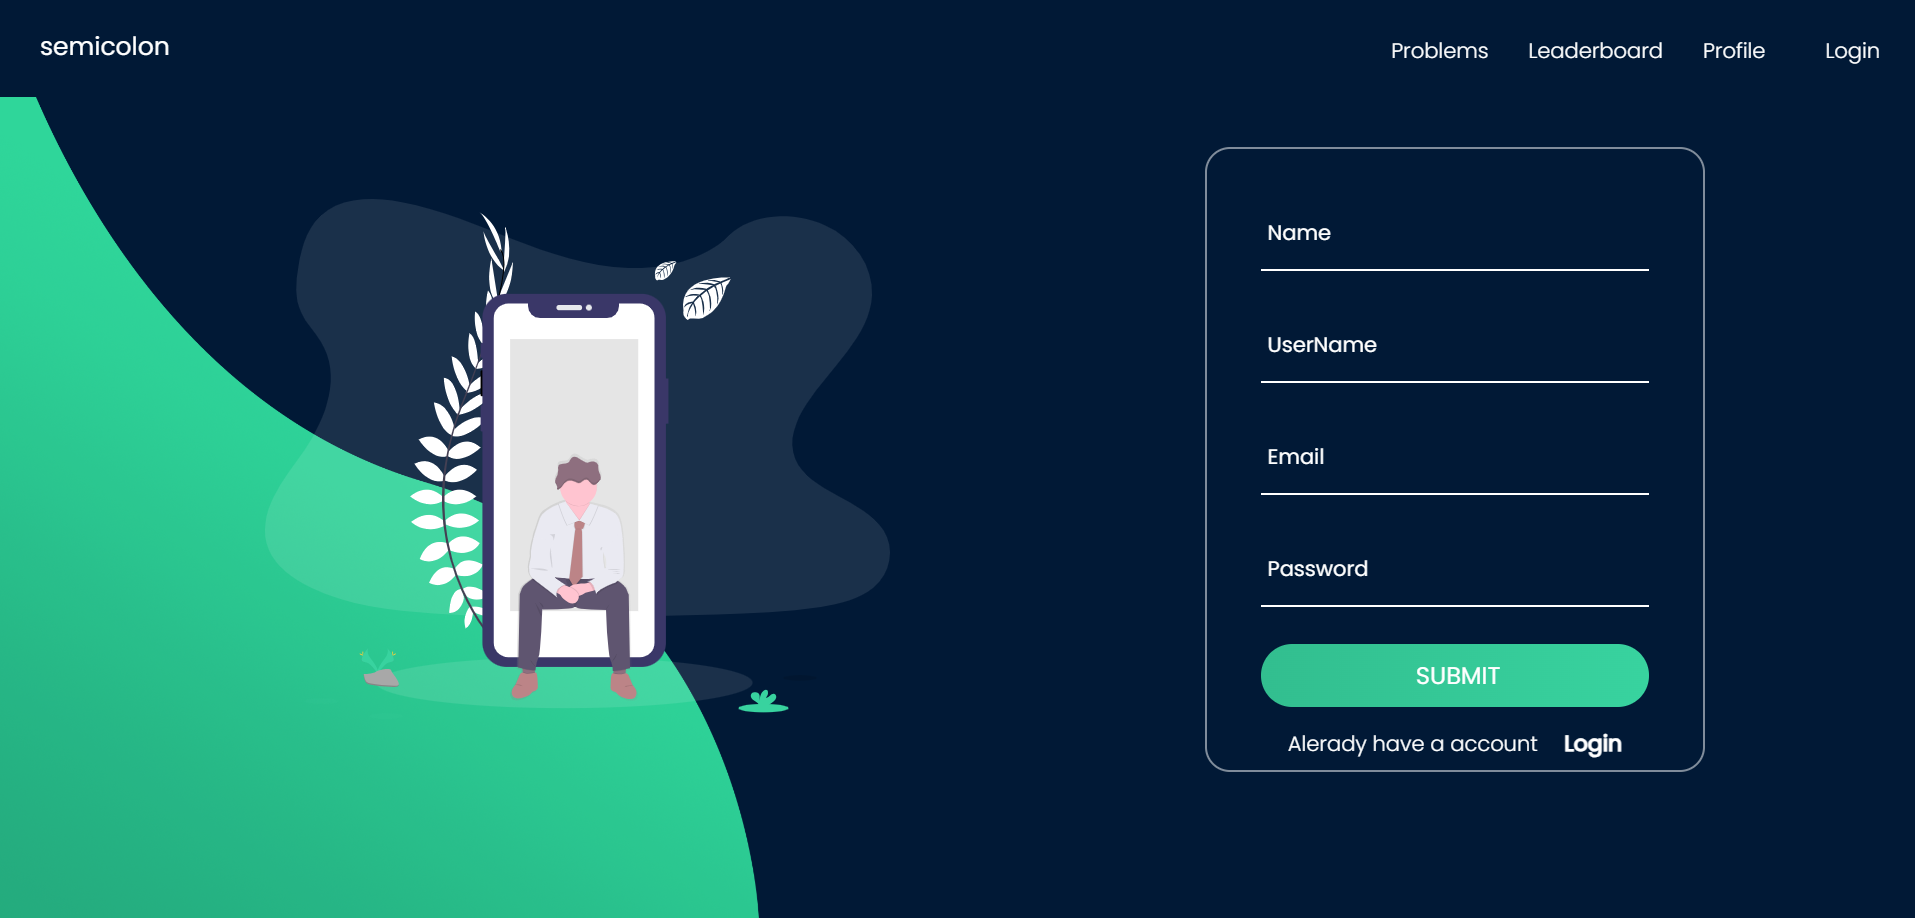 semicolon
Problems Leaderboard Profile Login
Name
UserName
Email
Password
SUBMIT
Alerady have a account Login